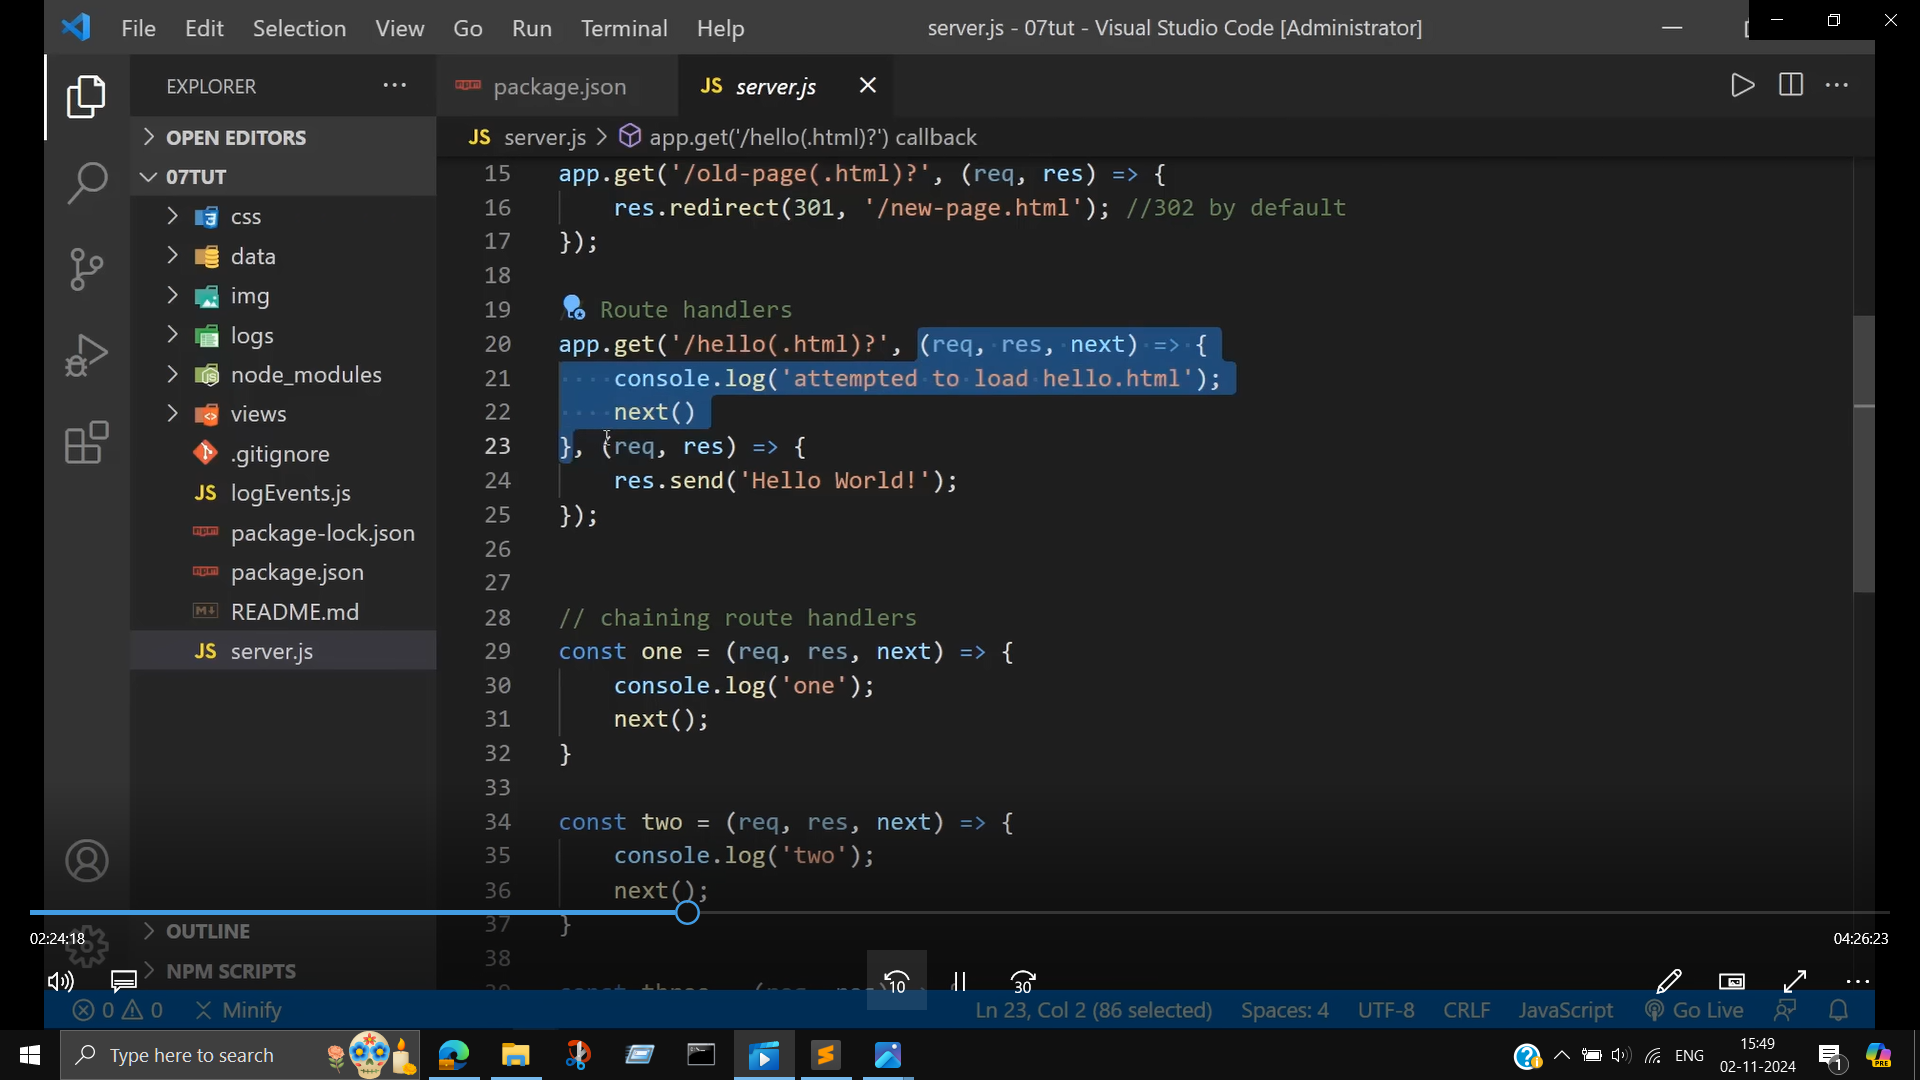 File Edit Selection View Go Run Terminal Help
server.js - 07tut - Visual Studio Code [Administrator]
EXPLORER
OPEN EDITORS
07TUT
css
data
img
logs
node_modules
views
.gitignore
JS logEvents.js
package-lock.json
package.json
README.md
JS server.js
OUTLINE
NPM SCRIPTS
package.json
JS server.js
JS server.js > app.get('/hello(.html)?') callback
15 app.get('/old-page(.html)?', (req, res) => {
16 res.redirect(301, '/new-page.html'); //302 by default
17 });
18
19 Route handlers
20 app.get('/hello(.html)?', (req, res, next) => {
21 console.log('attempted to load hello.html');
22 next()
23 }, (req, res) => {
24 res.send('Hello World!');
25 });
26
27
28 // chaining route handlers
29 const one = (req, res, next) => {
30 console.log('one');
31 next();
32 }
33
34 const two = (req, res, next) => {
35 console.log('two');
36 next();
37 }
38
02:24:18
04:26:23
10
30
0 0 Minify
Ln 23, Col 2 (86 selected) Spaces: 4 UTF-8 CRLF JavaScript Go Live
Type here to search
ENG
15:49
02-11-2024
1
PRE